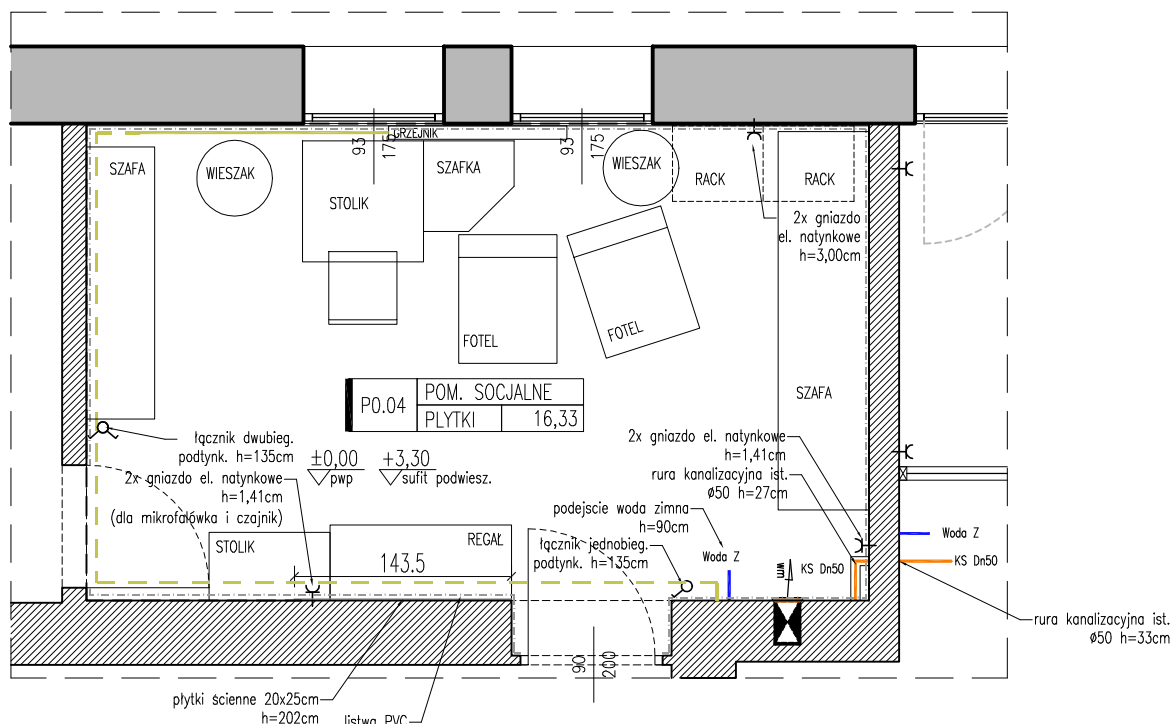 GRZEJNIK
93
175
93
175
SZAFA
WIESZAK
STOLIK
SZAFKA
WIESZAK
RACK
RACK
2x gniazdo
el. natynkowe
h=3,00cm
FOTEL
FOTEL
SZAFA
P0.04
POM. SOCJALNE
PLYTKI
16,33
łącznik dwubieg.
podtynk. h=135cm
±0,00
pwp
+3,30
sufit podwiesz.
2x gniazdo el. natynkowe
h=1,41cm
(dla mikrofalówka i czajnik)
2x gniazdo el. natynkowe
h=1,41cm
rura kanalizacyjna ist.
ø50 h=27cm
podejscie woda zimna
h=90cm
STOLIK
REGAŁ
143.5
łącznik jednobieg.
podtynk. h=135cm
Woda Z
wm
KS Dn50
Woda Z
KS Dn50
rura kanalizacyjna ist.
ø50 h=33cm
90
200
płytki ścienne 20x25cm
h=202cm
listwa PVC